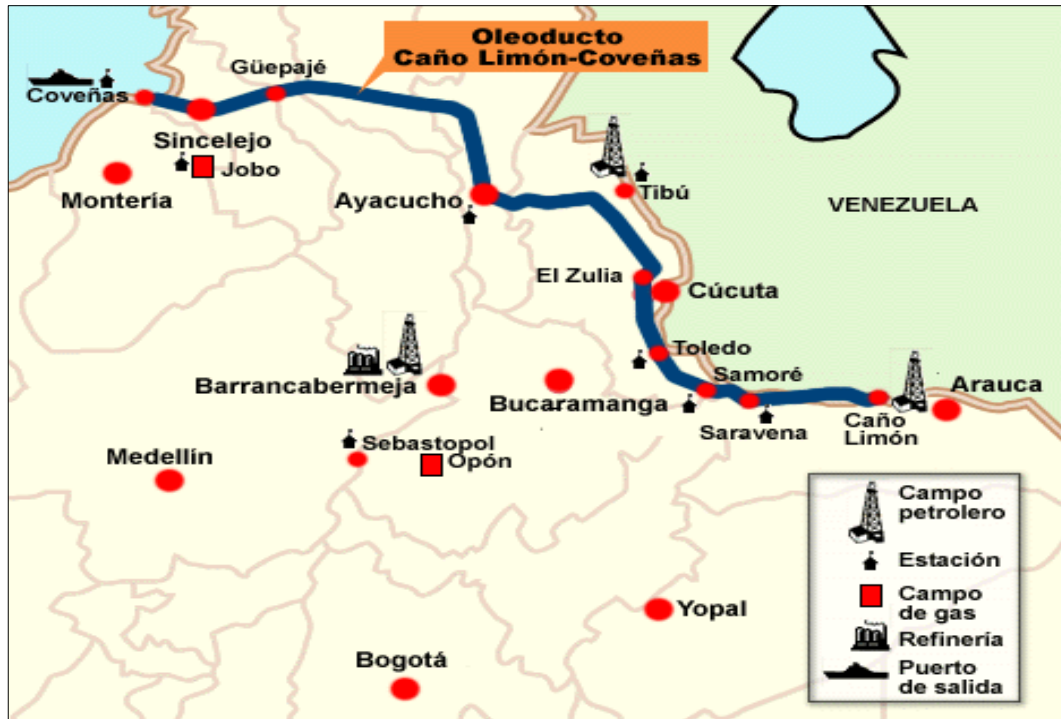 Oleoducto
Caño Limón-Coveñas
Güepajé
Coveñas
Sincelejo
Jobo
Montería
Ayacucho
Tibú
VENEZUELA
El Zulia
Cúcuta
Toledo
Samoré
Barrancabermeja
Bucaramanga
Arauca
Caño
Limón
Saravena
Sebastopol
Opón
Medellín
Yopal
Bogotá
Campo
petrolero
Estación
Campo
de gas
Refinería
Puerto
de salida